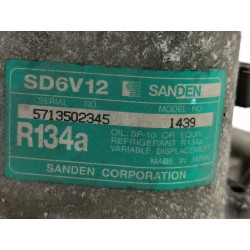 SD6V12 SANDEN
SERIAL NO. MODEL NO.
5713502345 1439
R134a
OIL: SP-10 OR EQUIV.
REFRIGERANT R134a
VARIABLE DISPLACEMENT
MADE IN JAPAN
SANDEN CORPORATION